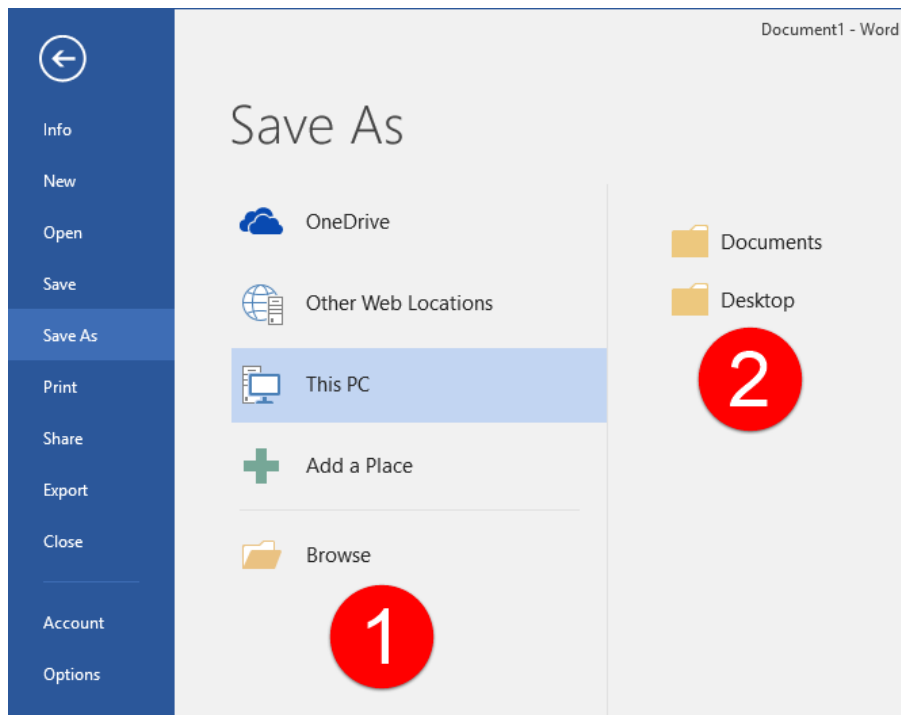 Document1 - Word
Info
New
Open
Save
Save As
Print
Share
Export
Close
Account
Options
Save As
OneDrive
Other Web Locations
This PC
Add a Place
Browse
1
Documents
Desktop
2